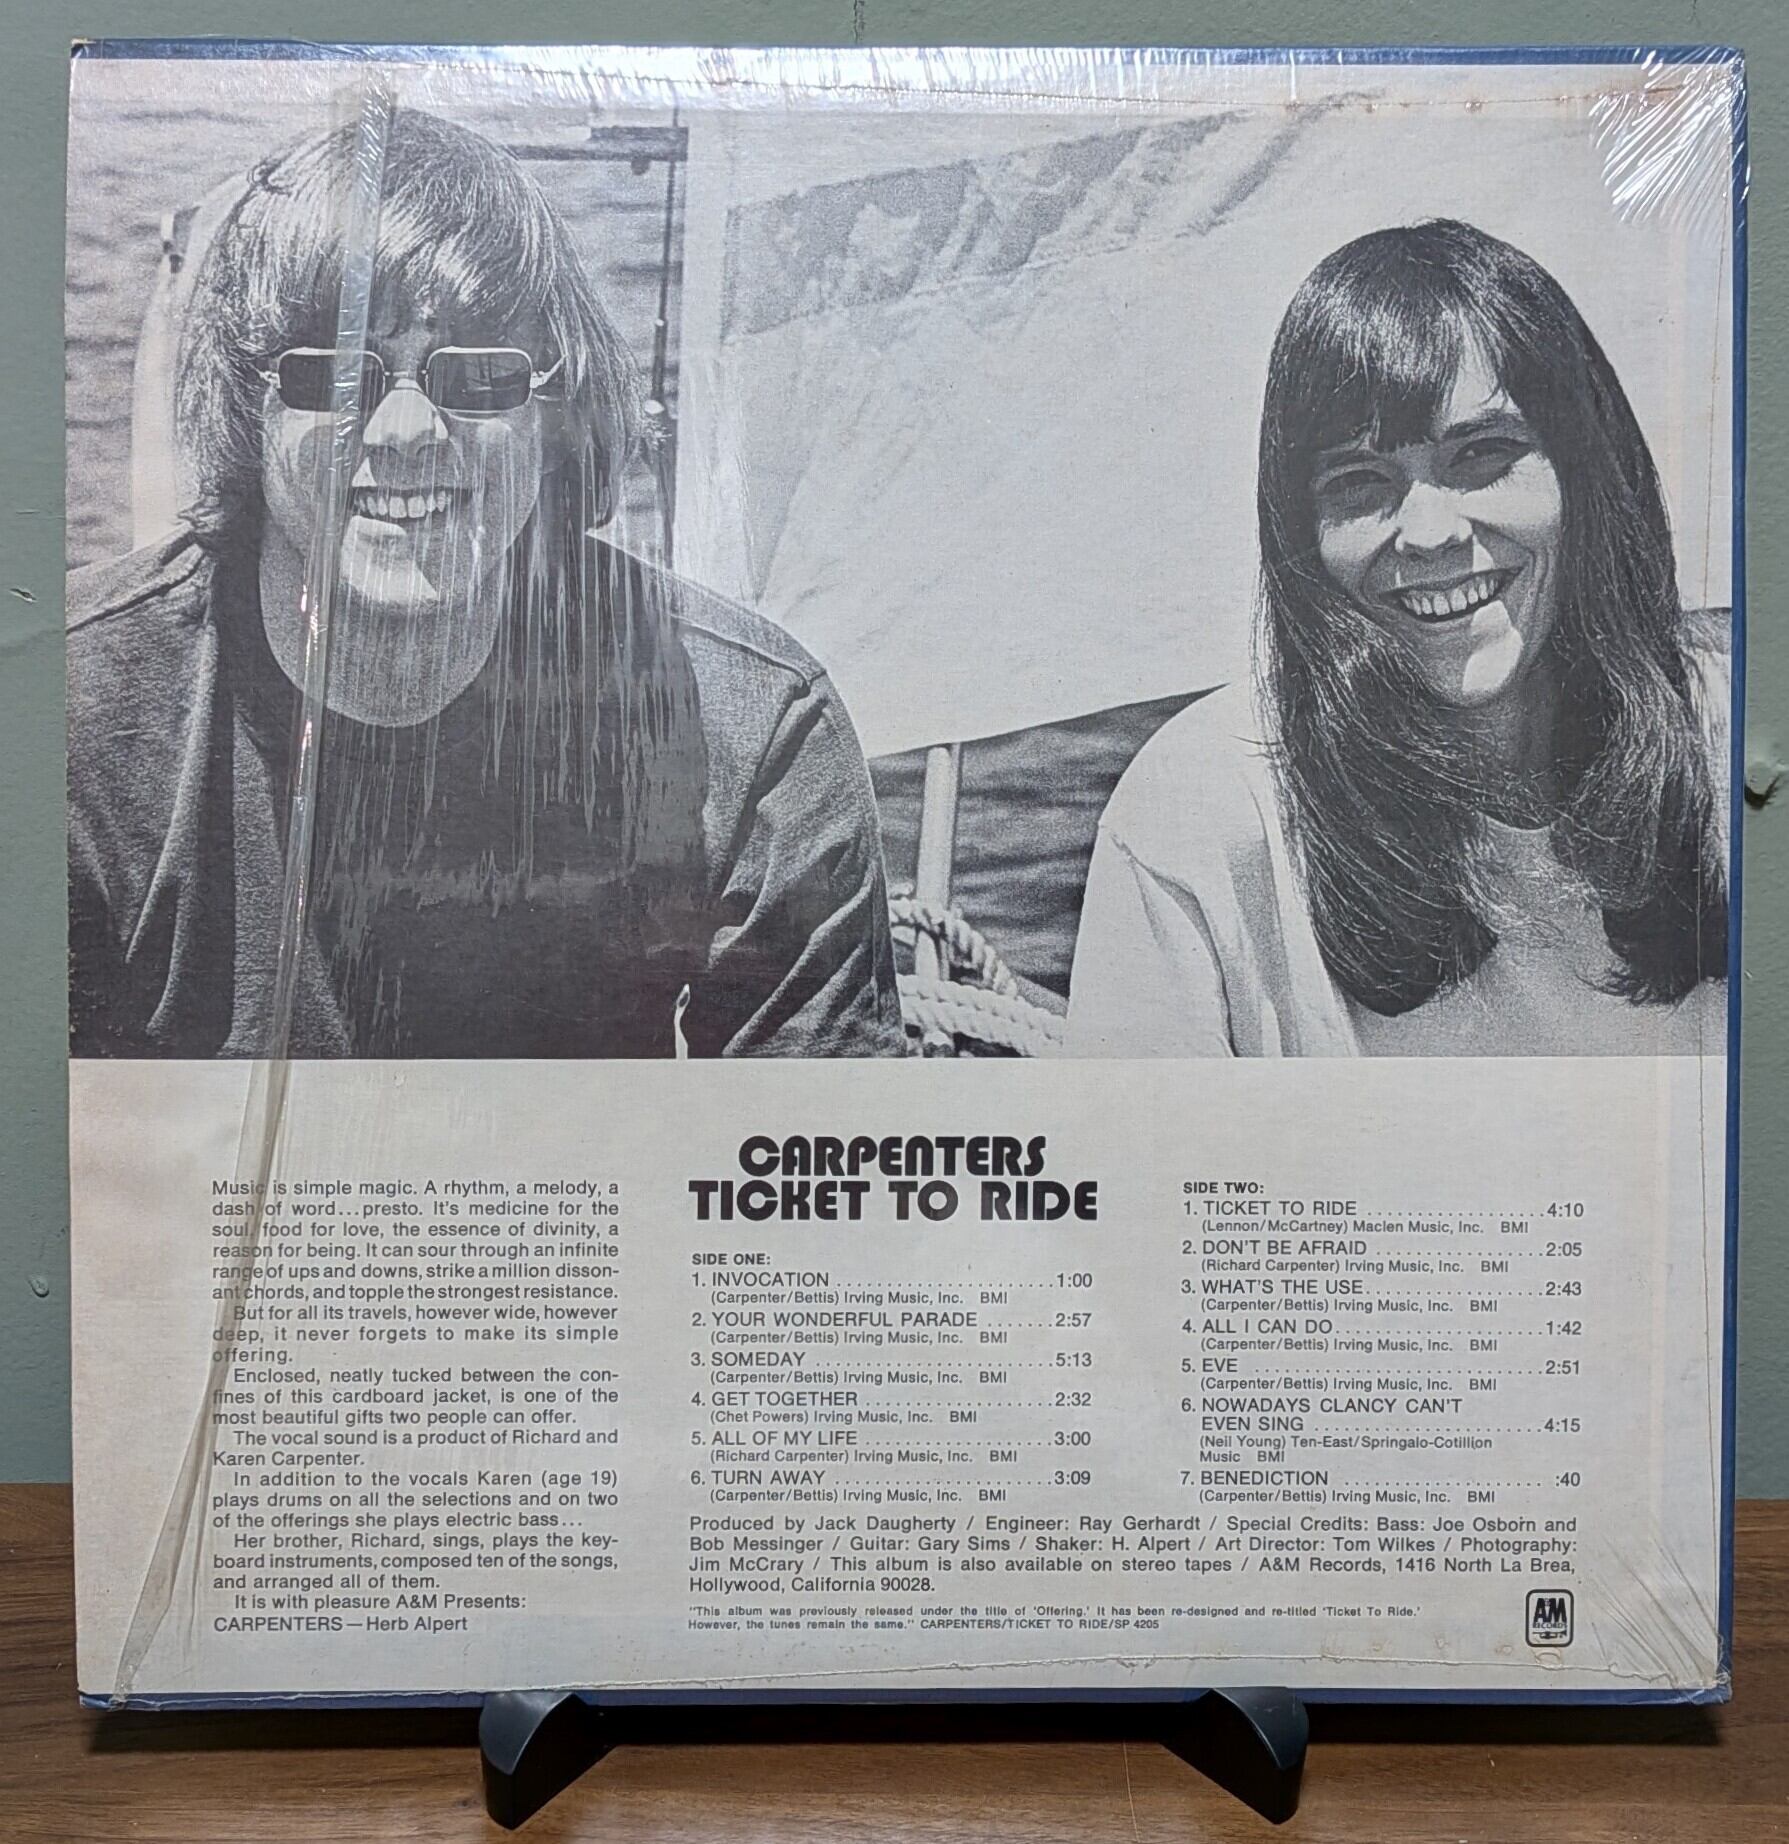 CARPENTERS
TICKET TO RIDE
Music is simple magic. A rhythm, a melody, a
dash of word...presto. It's medicine for the
soul, food for love, the essence of divinity, a
reason for being. It can sour through an infinite
range of ups and downs, strike a million disson-
ant chords, and topple the strongest resistance.
But for all its travels, however wide, however
deep, it never forgets to make its simple
offering.
Enclosed, neatly tucked between the con-
fines of this cardboard jacket, is one of the
most beautiful gifts two people can offer.
The vocal sound is a product of Richard and
Karen Carpenter.
In addition to the vocals Karen (age 19)
plays drums on all the selections and on two
of the offerings she plays electric bass...
Her brother, Richard, sings, plays the key-
board instruments, composed ten of the songs,
and arranged all of them.
It is with pleasure A&M Presents:
CARPENTERS—Herb Alpert
SIDE ONE:
1. INVOCATION ........................1:00
(Carpenter/Bettis) Irving Music, Inc. BMI
2. YOUR WONDERFUL PARADE .......2:57
(Carpenter/Bettis) Irving Music, Inc. BMI
3. SOMEDAY ..........................5:13
(Carpenter/Bettis) Irving Music, Inc. BMI
4. GET TOGETHER .....................2:32
(Chet Powers) Irving Music, Inc. BMI
5. ALL OF MY LIFE .....................3:00
(Richard Carpenter) Irving Music, Inc. BMI
6. TURN AWAY ........................3:09
(Carpenter/Bettis) Irving Music, Inc. BMI
SIDE TWO:
1. TICKET TO RIDE ...................4:10
(Lennon/McCartney) Maclen Music, Inc. BMI
2. DON'T BE AFRAID ..................2:05
(Richard Carpenter) Irving Music, Inc. BMI
3. WHAT'S THE USE....................2:43
(Carpenter/Bettis) Irving Music, Inc. BMI
4. ALL I CAN DO.......................1:42
(Carpenter/Bettis) Irving Music, Inc. BMI
5. EVE ................................2:51
(Carpenter/Bettis) Irving Music, Inc. BMI
6. NOWADAYS CLANCY CAN'T
EVEN SING .........................4:15
(Neil Young) Ten-East/Springalo-Cotillion
Music BMI
7. BENEDICTION ...................... :40
(Carpenter/Bettis) Irving Music, Inc. BMI
Produced by Jack Daugherty / Engineer: Ray Gerhardt / Special Credits: Bass: Joe Osborn and
Bob Messinger / Guitar: Gary Sims / Shaker: H. Alpert / Art Director: Tom Wilkes / Photography:
Jim McCrary / This album is also available on stereo tapes / A&M Records, 1416 North La Brea,
Hollywood, California 90028.
"This album was previously released under the title of 'Offering.' It has been re-designed and re-titled 'Ticket To Ride.'
However, the tunes remain the same." CARPENTERS/TICKET TO RIDE/SP 4205
A&M
RECORDS